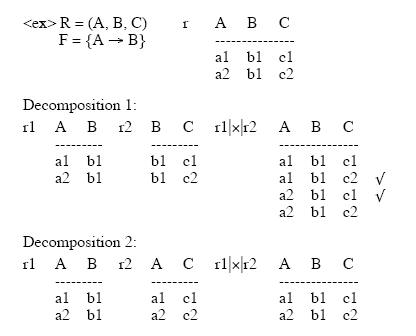 <ex> R = (A, B, C) r A B C
F = {A → B} ---------------
a1 b1 c1
a2 b1 c2
Decomposition 1:
r1 A B r2 B C r1|×|r2 A B C
--------- --------- ---------------
a1 b1 b1 c1 a1 b1 c1
a2 b1 b1 c2 a1 b1 c2 √
a2 b1 c1 √
a2 b1 c2
Decomposition 2:
r1 A B r2 A C r1|×|r2 A B C
--------- --------- ---------------
a1 b1 a1 c1 a1 b1 c1
a2 b1 a2 c2 a2 b1 c2